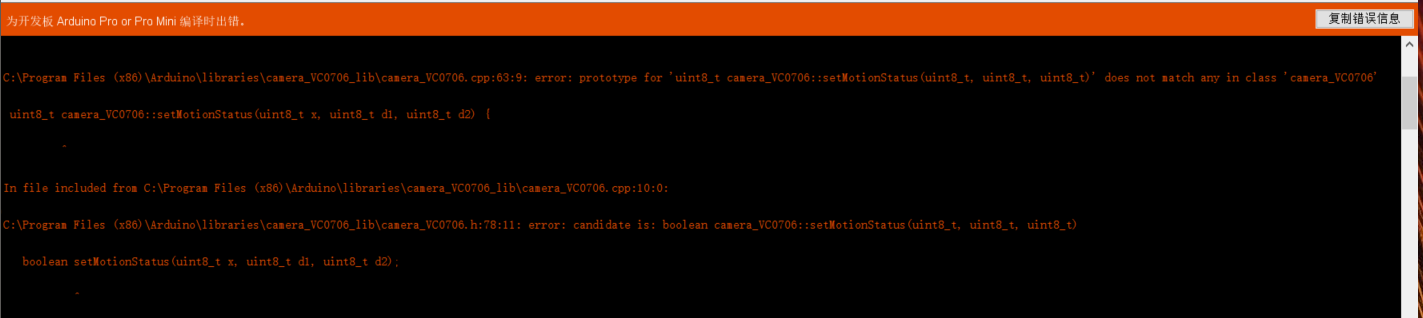 为开发板 Arduino Pro or Pro Mini 编译时出错。
复制错误信息
C:\Program Files (x86)\Arduino\libraries\camera_VC0706_lib\camera_VC0706.cpp:63:9: error: prototype for 'uint8_t camera_VC0706::setMotionStatus(uint8_t, uint8_t, uint8_t)' does not match any in class 'camera_VC0706'
uint8_t camera_VC0706::setMotionStatus(uint8_t x, uint8_t d1, uint8_t d2) {
^
In file included from C:\Program Files (x86)\Arduino\libraries\camera_VC0706_lib\camera_VC0706.cpp:10:0:
C:\Program Files (x86)\Arduino\libraries\camera_VC0706_lib\camera_VC0706.h:78:11: error: candidate is: boolean camera_VC0706::setMotionStatus(uint8_t, uint8_t, uint8_t)
boolean setMotionStatus(uint8_t x, uint8_t d1, uint8_t d2);
^